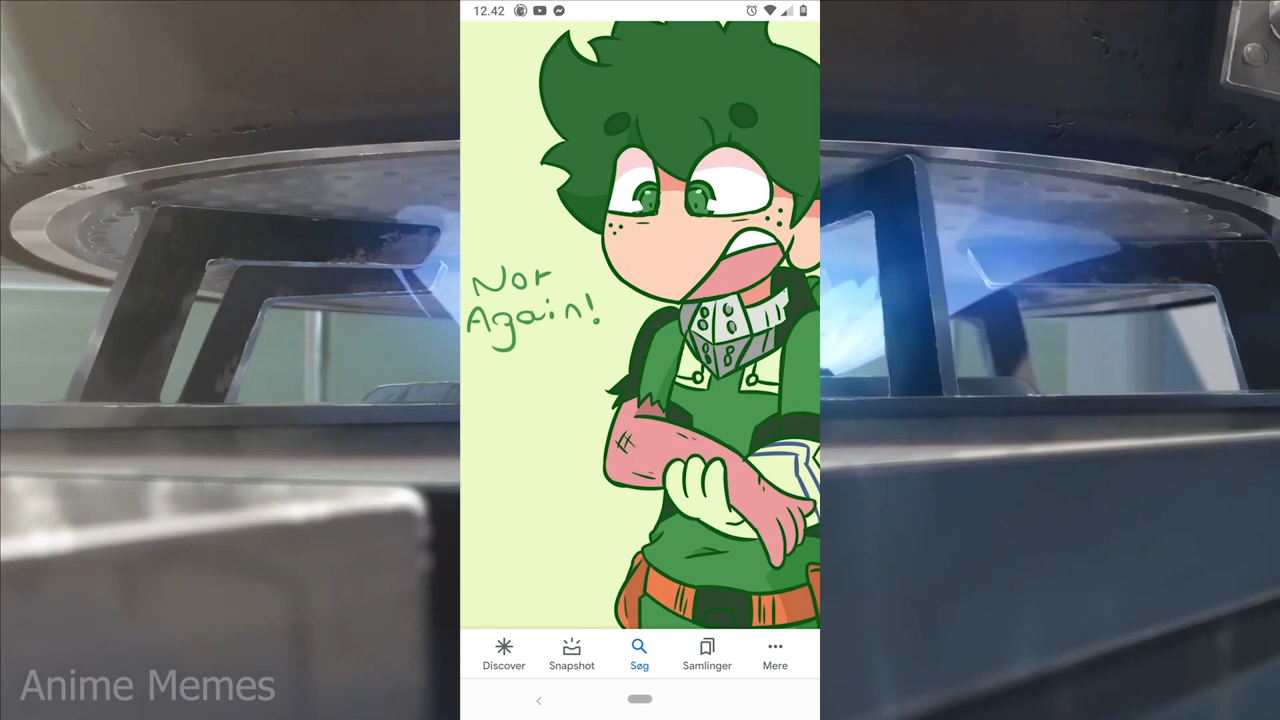 12.42
Nor
Again!
Discover
Snapshot
Søg
Samlinger
Mere
Anime Memes